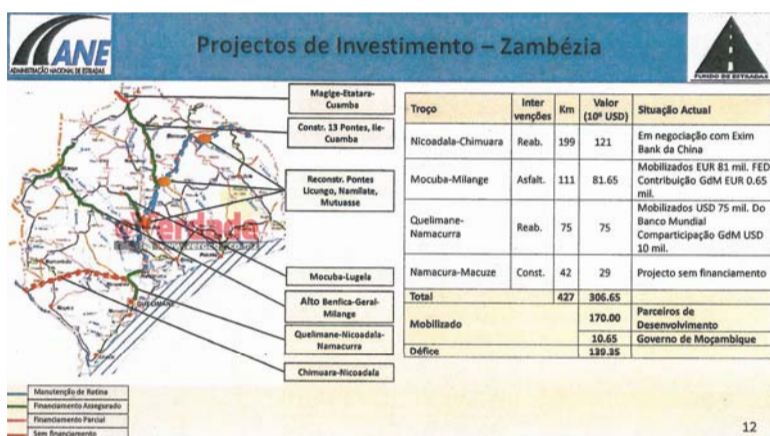 ANE
ADMINISTRAÇÃO NACIONAL DE ESTRADAS
Projectos de Investimento – Zambézia
FUNDO DE ESTRADAS
Magige-Etatara-
Cuamba
Constr. 13 Pontes, Ile-
Cuamba
Reconstr. Pontes
Licungo, Namilate,
Mutuasse
Mocuba-Lugela
Alto Benfica-Geral-
Milange
Quelimane-Nicoadala-
Namacurra
Chimuara-Nicoadala
@Verdade
QUELIMANE
Manutenção de Rotina
Financiamento Assegurado
Financiamento Parcial
Sem financiamento
Troço Inter venções Km Valor (10⁶ USD) Situação Actual
Nicoadala-Chimuara Reab. 199 121 Em negociação com Exim
Bank da China
Mocuba-Milange Asfalt. 111 81.65 Mobilizados EUR 81 mil. FED
Contribuição GdM EUR 0.65
mil.
Quelimane-
Namacurra Reab. 75 75 Mobilizados USD 75 mil. Do
Banco Mundial
Comparticipação GdM USD
10 mil.
Namacura-Macuze Const. 42 29 Projecto sem financiamento
Total 427 306.65
Mobilizado 170.00 Parceiros de
Desenvolvimento
10.65 Governo de Moçambique
Défice 139.35
12